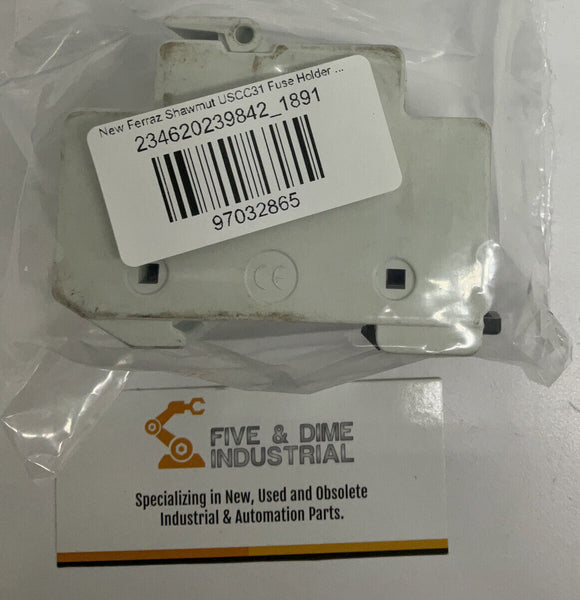 New Ferraz Shawmut USCC31 Fuse Holder ...
234620239842_1891
97032865
CE
FIVE & DIME
INDUSTRIAL
Specializing in New, Used and Obsolete
Industrial & Automation Parts.